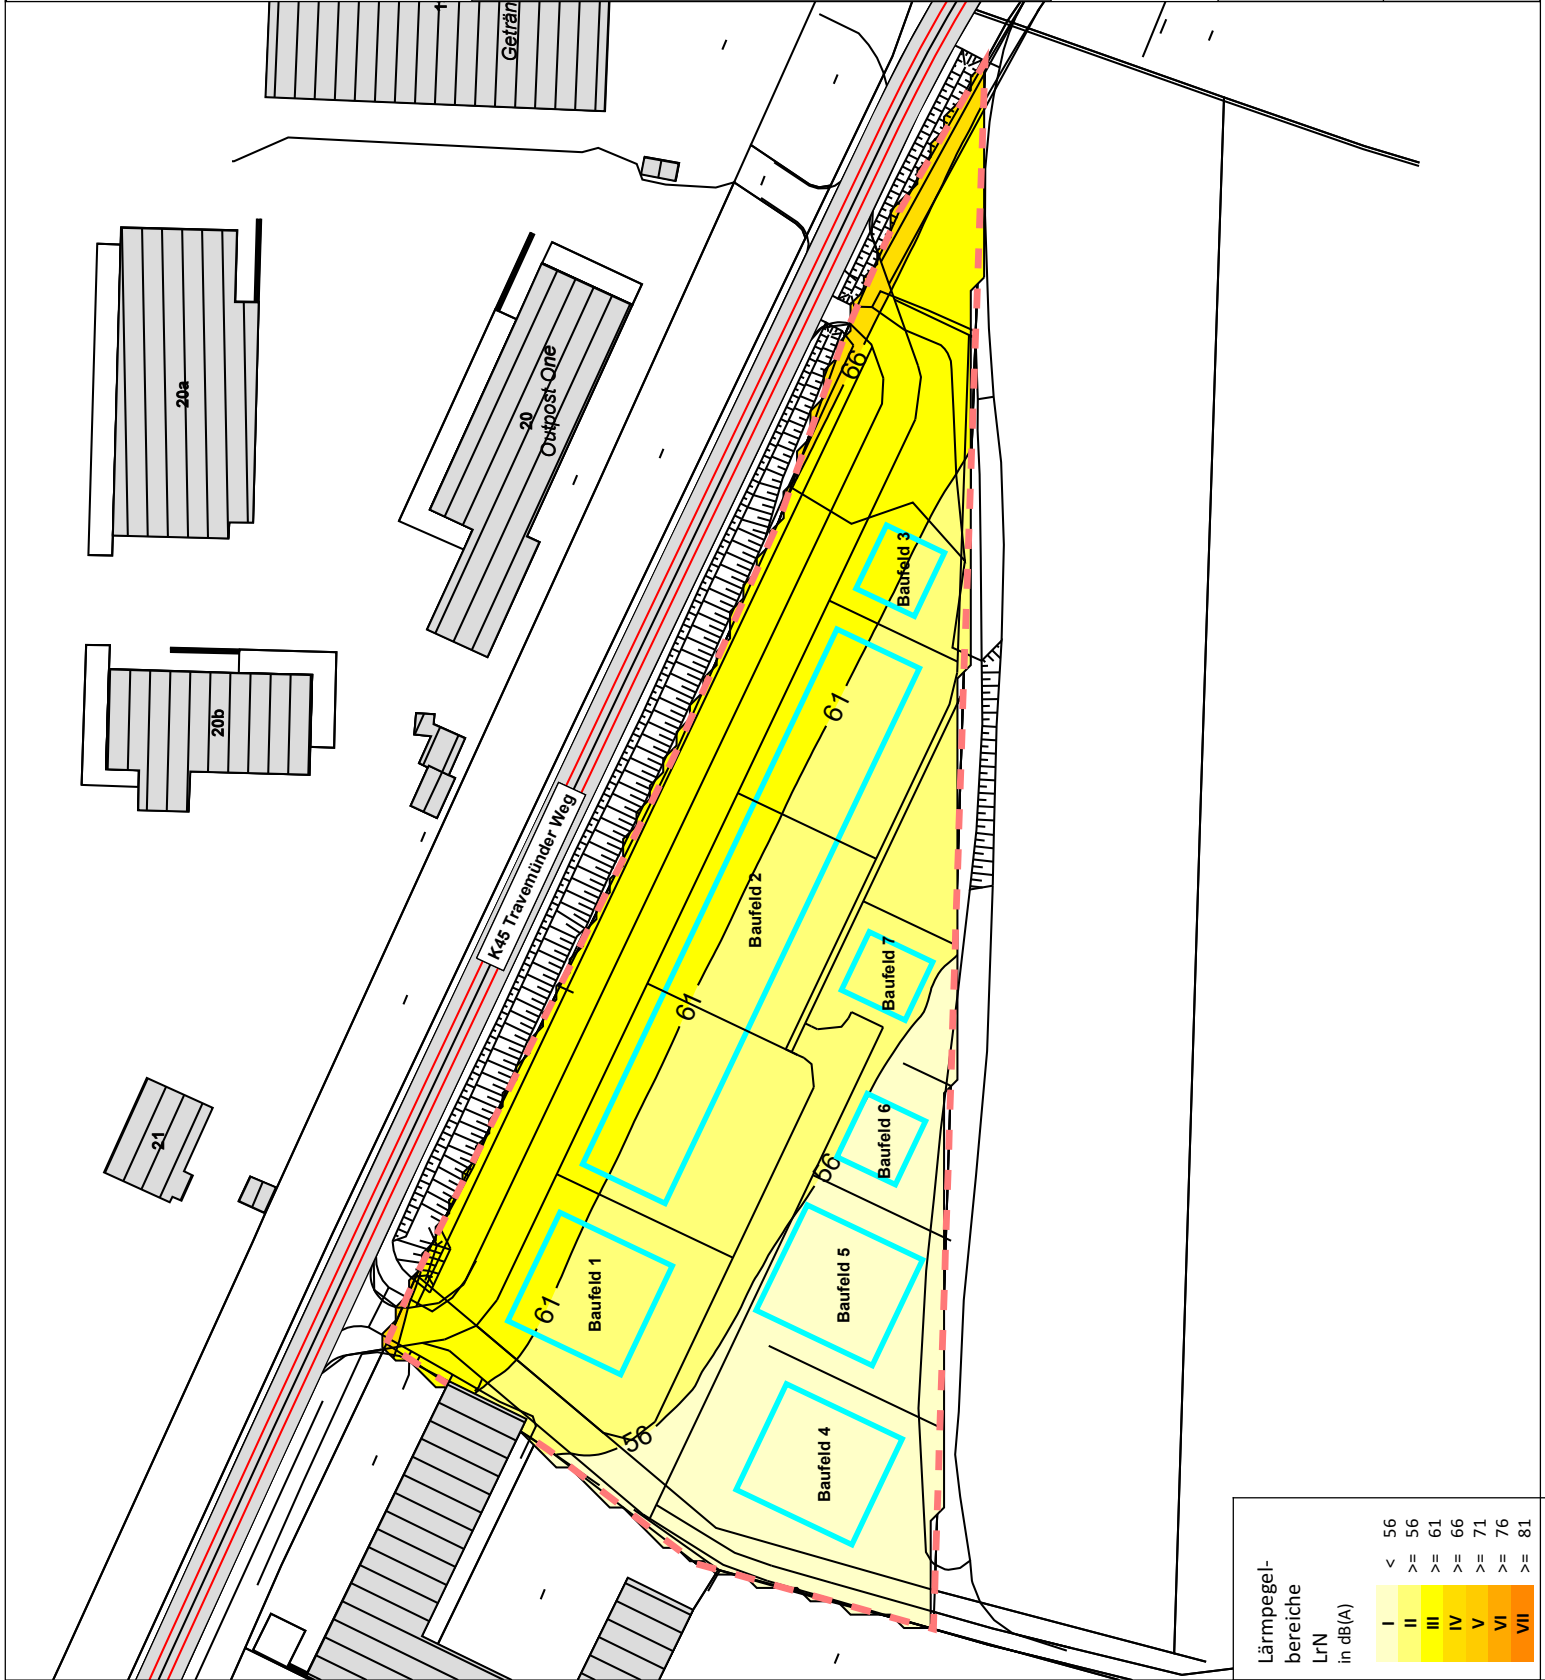 1
Geträn
20a
20
Outpost One
20b
21
K45 Travemünder Weg
66
Baufeld 3
61
Baufeld 2
61
Baufeld 7
Baufeld 6
56
Baufeld 5
Baufeld 1
61
56
Baufeld 4
Lärmpegel-
bereiche
LrN
in dB(A)
I < 56
II >= 56
III >= 61
IV >= 66
V >= 71
VI >= 76
VII >= 81